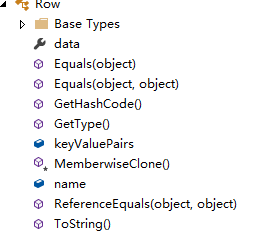 Row
Base Types
data
Equals(object)
Equals(object, object)
GetHashCode()
GetType()
keyValuePairs
MemberwiseClone()
name
ReferenceEquals(object, object)
ToString()